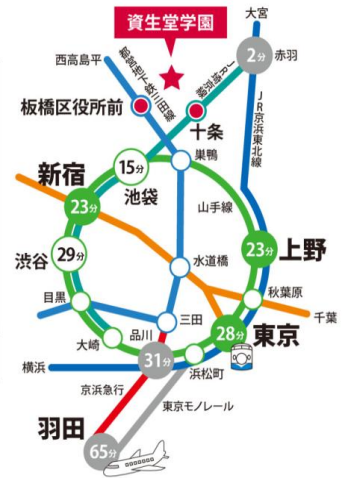 大宮
資生堂学園
2分
赤羽
西高島平
都営地下鉄三田線
JR埼京線
JR京浜東北線
板橋区役所前
十条
15分
巣鴨
池袋
新宿
23分
山手線
渋谷
29分
23分
上野
水道橋
目黒
秋葉原
三田
千葉
大崎
品川
28分
東京
横浜
31分
浜松町
京浜急行
東京モノレール
羽田
65分